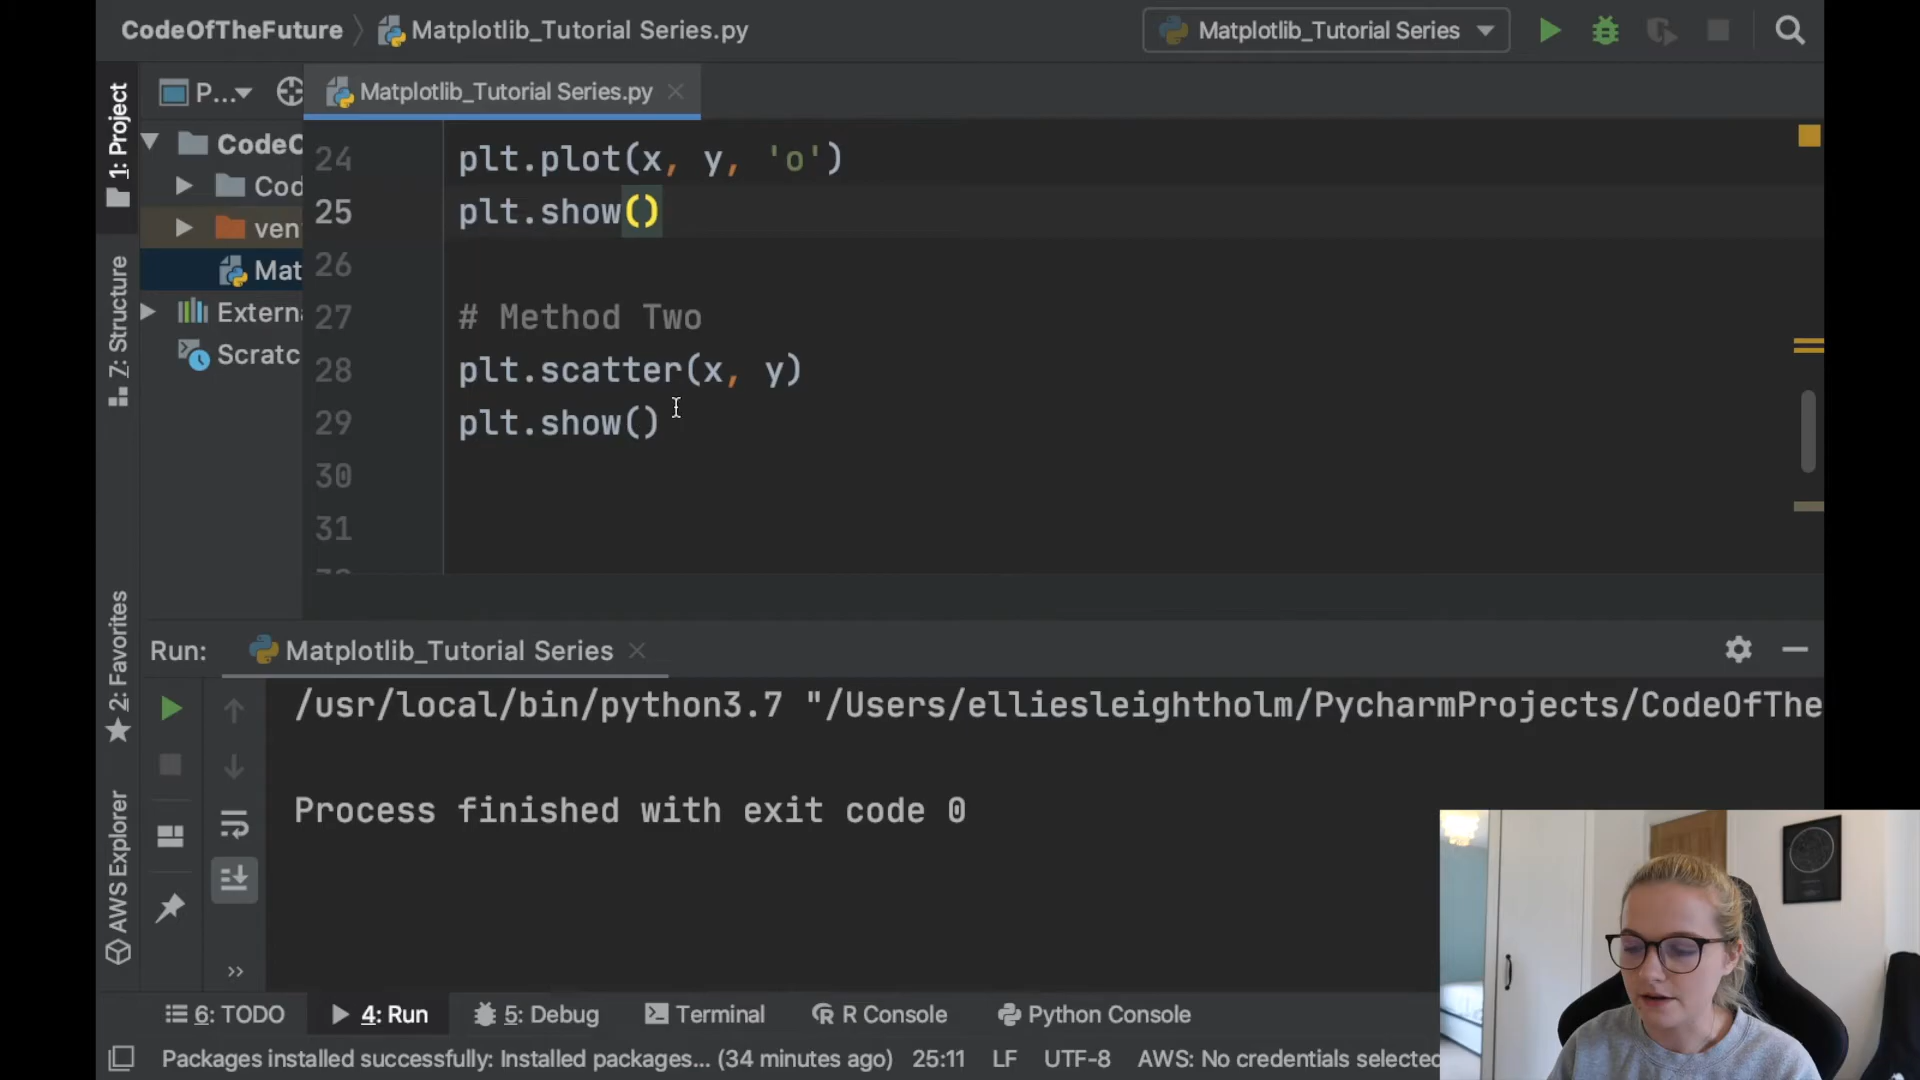 CodeOfTheFuture
Matplotlib_Tutorial Series.py
Matplotlib_Tutorial Series
1: Project
P...
Matplotlib_Tutorial Series.py
CodeC
Cod
ven
Mat
Extern
Scratc
Z: Structure
2: Favorites
AWS Explorer
24 plt.plot(x, y, 'o')
25 plt.show()
26
27 # Method Two
28 plt.scatter(x, y)
29 plt.show()
30
31
Run: Matplotlib_Tutorial Series
/usr/local/bin/python3.7 "/Users/elliesleightholm/PycharmProjects/CodeOfThe
Process finished with exit code 0
6: TODO 4: Run 5: Debug Terminal R Console Python Console
Packages installed successfully: Installed packages... (34 minutes ago) 25:11 LF UTF-8 AWS: No credentials selected